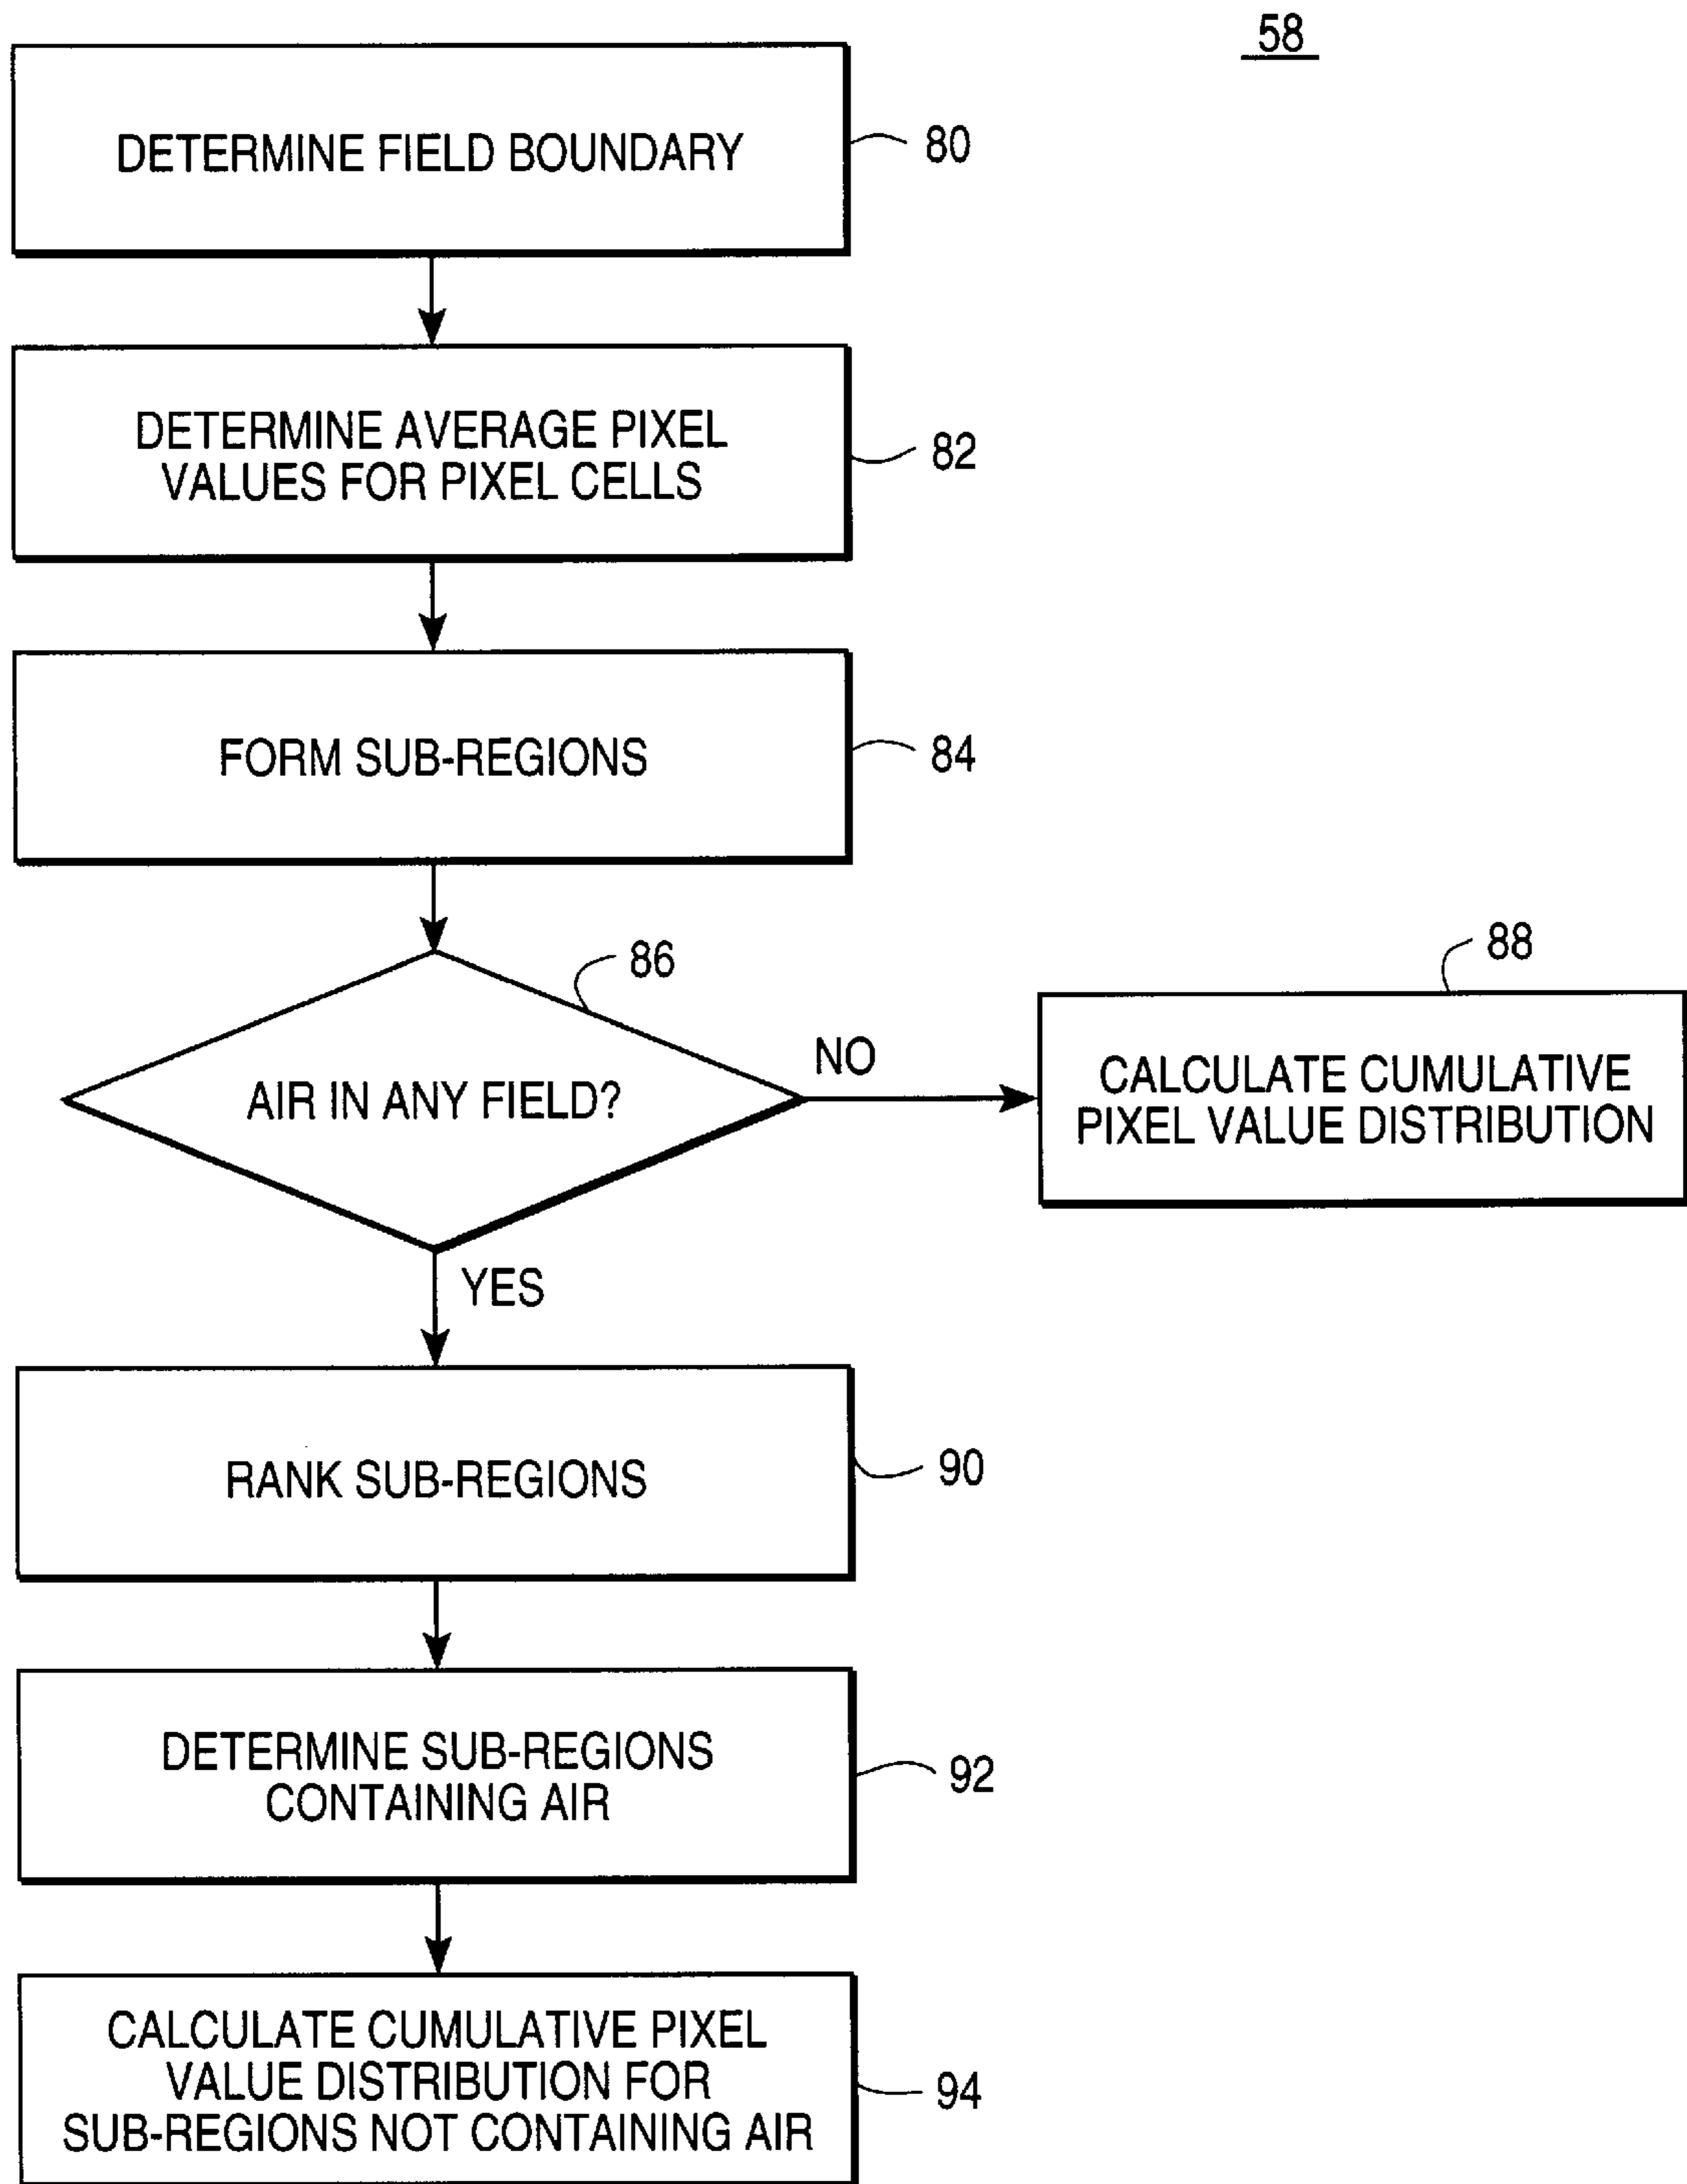 58
DETERMINE FIELD BOUNDARY
80
DETERMINE AVERAGE PIXEL
VALUES FOR PIXEL CELLS
82
FORM SUB-REGIONS
84
86
AIR IN ANY FIELD?
NO
88
CALCULATE CUMULATIVE
PIXEL VALUE DISTRIBUTION
YES
RANK SUB-REGIONS
90
DETERMINE SUB-REGIONS
CONTAINING AIR
92
CALCULATE CUMULATIVE PIXEL
VALUE DISTRIBUTION FOR
SUB-REGIONS NOT CONTAINING AIR
94